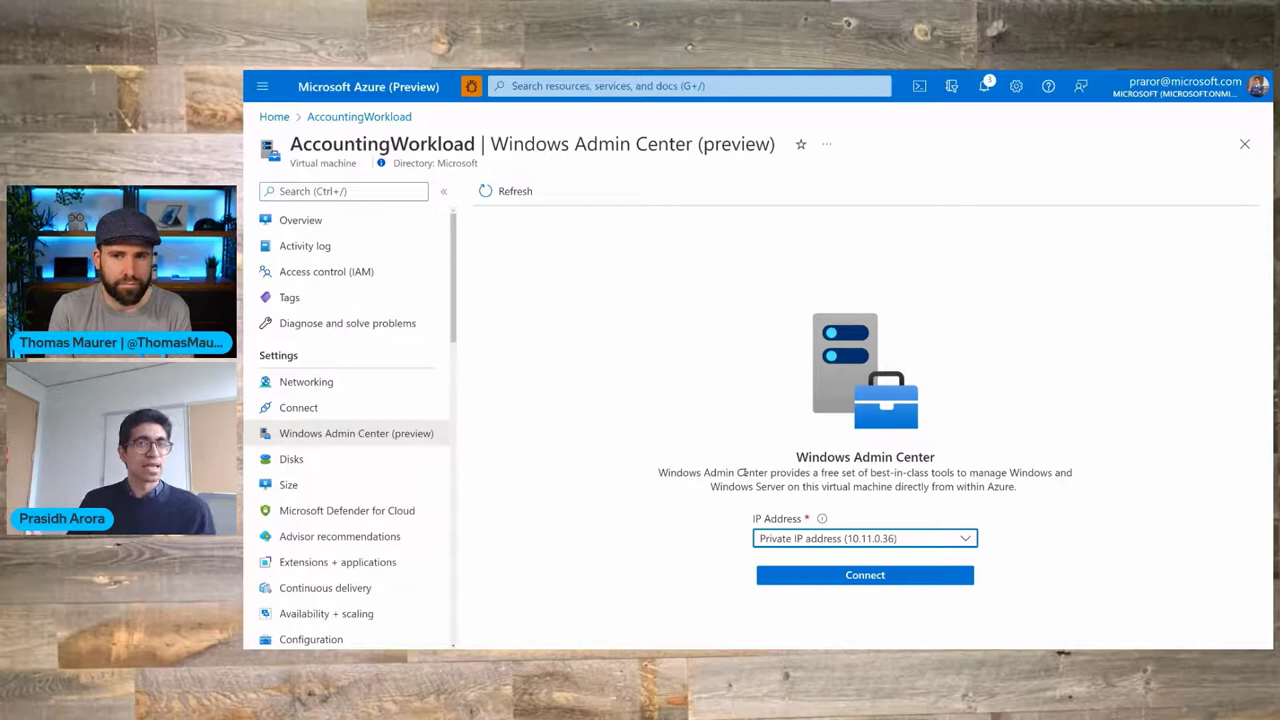 Microsoft Azure (Preview)
Search resources, services, and docs (G+/)
3
praror@microsoft.com
MICROSOFT (MICROSOFT.ONMI...
Home > AccountingWorkload
AccountingWorkload | Windows Admin Center (preview)
Virtual machine
Directory: Microsoft
Search (Ctrl+/)
Refresh
Overview
Activity log
Access control (IAM)
Tags
Diagnose and solve problems
Settings
Networking
Connect
Windows Admin Center (preview)
Disks
Size
Microsoft Defender for Cloud
Advisor recommendations
Extensions + applications
Continuous delivery
Availability + scaling
Configuration
Windows Admin Center
Windows Admin Center provides a free set of best-in-class tools to manage Windows and
Windows Server on this virtual machine directly from within Azure.
IP Address *
Private IP address (10.11.0.36)
Connect
Thomas Maurer | @ThomasMau...
Prasidh Arora